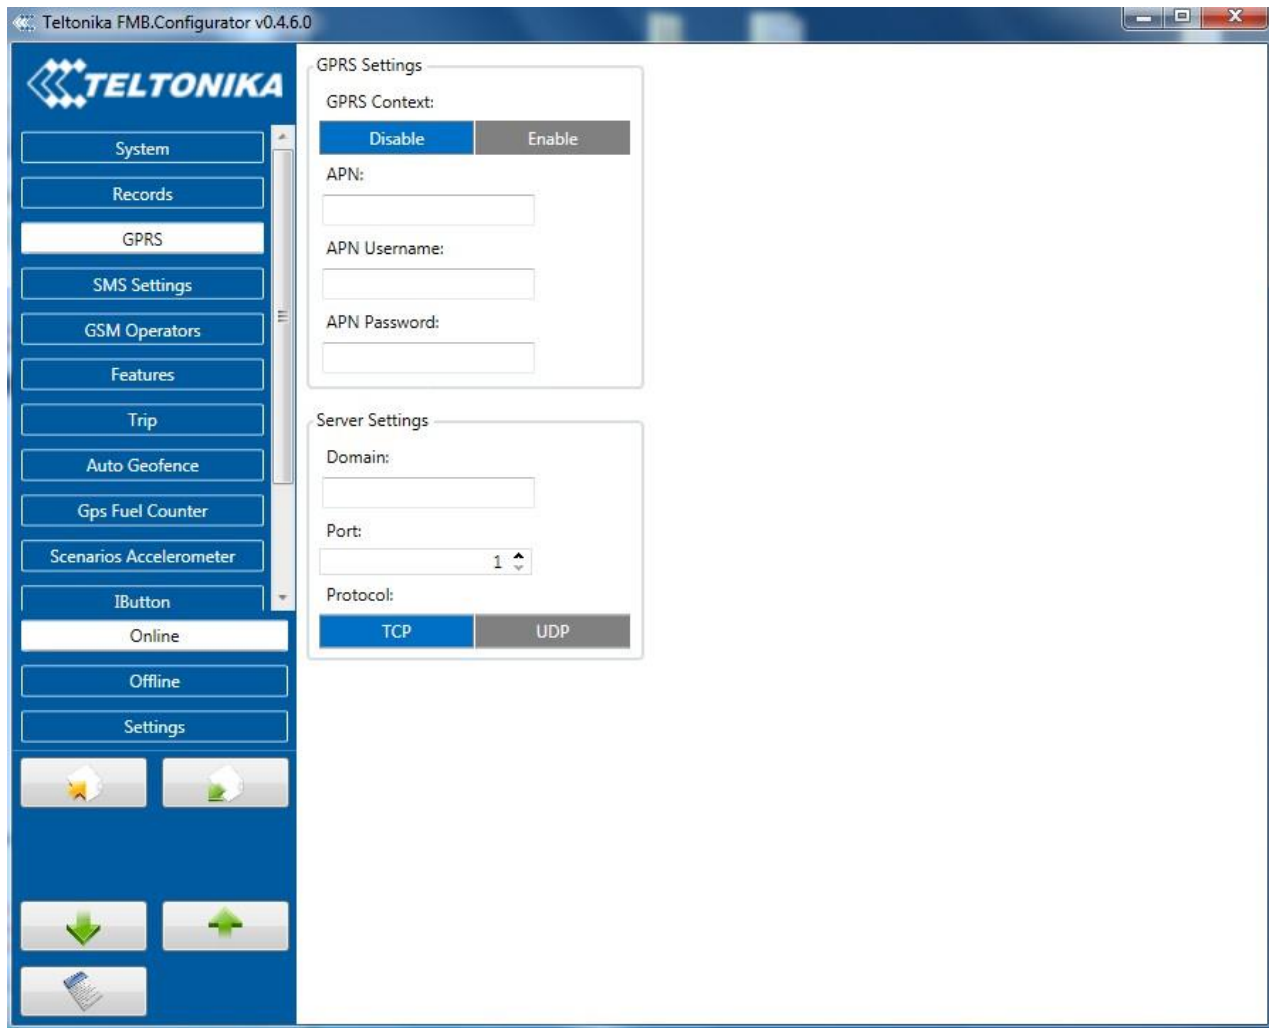 Teltonika FMB.Configurator v0.4.6.0
TELTONIKA
System
Records
GPRS
SMS Settings
GSM Operators
Features
Trip
Auto Geofence
Gps Fuel Counter
Scenarios Accelerometer
IButton
Online
Offline
Settings
GPRS Settings
GPRS Context:
Disable Enable
APN:
APN Username:
APN Password:
Server Settings
Domain:
Port:
1
Protocol:
TCP UDP